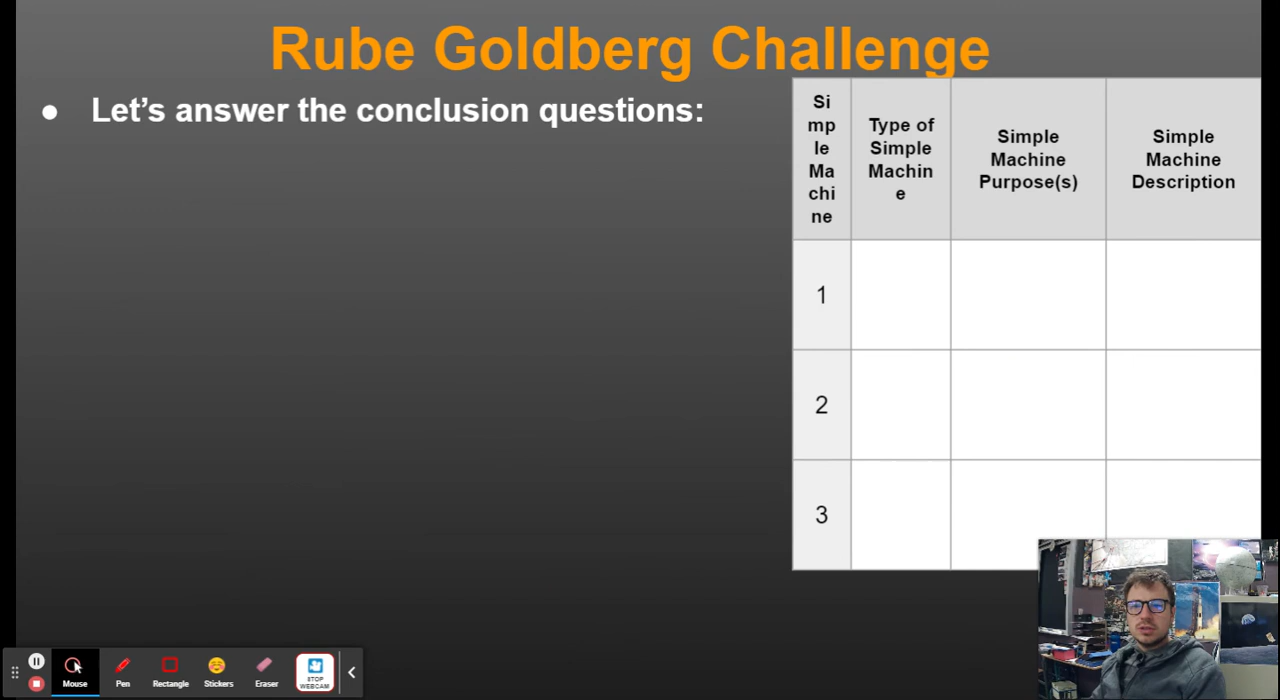 Rube Goldberg Challenge
● Let's answer the conclusion questions:
Si
mp
le
Ma
chi
ne
Type of
Simple
Machin
e
Simple
Machine
Purpose(s)
Simple
Machine
Description
1
2
3
Mouse
Pen
Rectangle
Stickers
Eraser
STOP
WEBCAM